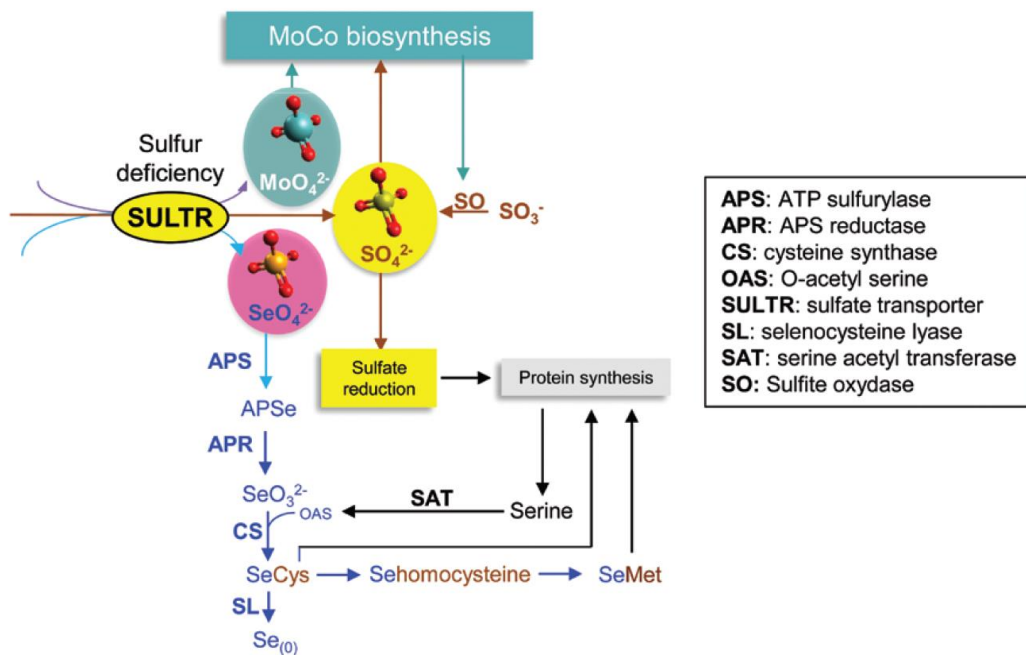 MoCo biosynthesis
Sulfur
deficiency
MoO₄²⁻
SULTR
SO₄²⁻
SO
SO₃⁻
SeO₄²⁻
APS
Sulfate
reduction
Protein synthesis
APSe
APR
SeO₃²⁻
SAT
Serine
OAS
CS
SeCys
Sehomocysteine
SeMet
SL
Se₍₀₎
APS: ATP sulfurylase
APR: APS reductase
CS: cysteine synthase
OAS: O-acetyl serine
SULTR: sulfate transporter
SL: selenocysteine lyase
SAT: serine acetyl transferase
SO: Sulfite oxydase